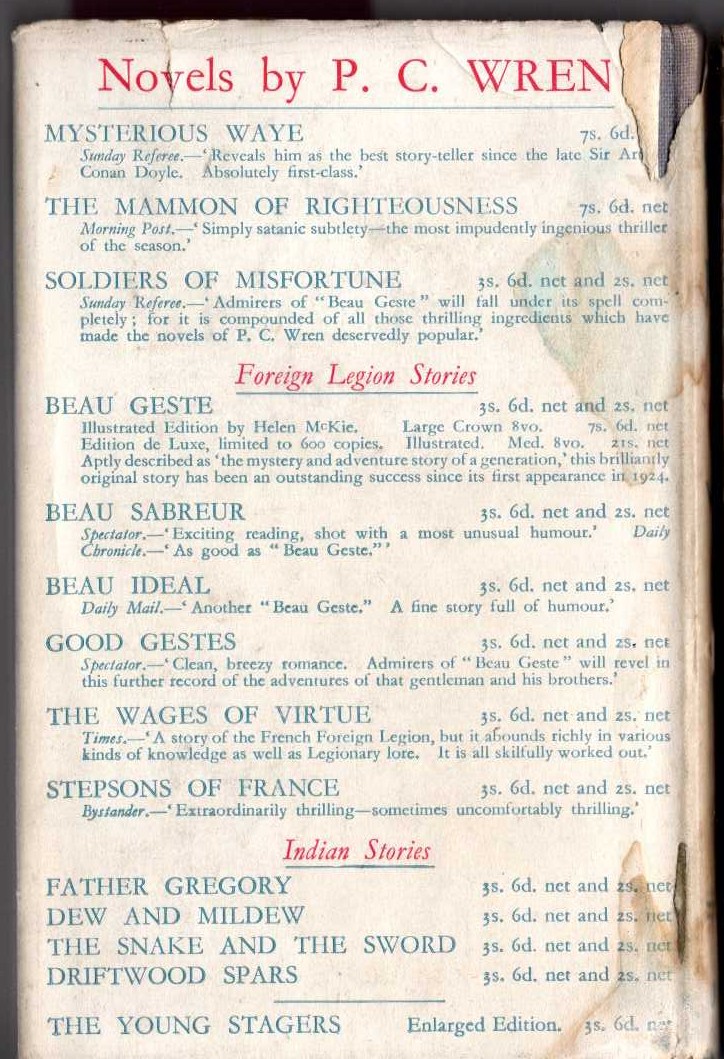 Novels by P. C. WREN
MYSTERIOUS WAYE 7s. 6d.
Sunday Referee.—‘Reveals him as the best story-teller since the late Sir
Conan Doyle. Absolutely first-class.’
THE MAMMON OF RIGHTEOUSNESS 7s. 6d. net
Morning Post.—‘Simply satanic subtlety—the most impudently ingenious thriller
of the season.’
SOLDIERS OF MISFORTUNE 3s. 6d. net and 2s. net
Sunday Referee.—‘Admirers of “Beau Geste” will fall under its spell com-
pletely; for it is compounded of all those thrilling ingredients which have
made the novels of P. C. Wren deservedly popular.’
Foreign Legion Stories
BEAU GESTE 3s. 6d. net and 2s. net
Illustrated Edition by Helen McKie. Large Crown 8vo. 7s. 6d. net
Edition de Luxe, limited to 600 copies. Illustrated. Med. 8vo. 21s. net
Aptly described as ‘the mystery and adventure story of a generation,’ this brilliantly
original story has been an outstanding success since its first appearance in 1924.
BEAU SABREUR 3s. 6d. net and 2s. net
Spectator.—‘Exciting reading, shot with a most unusual humour.’ Daily
Chronicle.—‘As good as “Beau Geste.”’
BEAU IDEAL 3s. 6d. net and 2s. net
Daily Mail.—‘Another “Beau Geste.” A fine story full of humour.’
GOOD GESTES 3s. 6d. net and 2s. net
Spectator.—‘Clean, breezy romance. Admirers of “Beau Geste” will revel in
this further record of the adventures of that gentleman and his brothers.’
THE WAGES OF VIRTUE 3s. 6d. net and 2s. net
Times.—‘A story of the French Foreign Legion, but it abounds richly in various
kinds of knowledge as well as Legionary lore. It is all skilfully worked out.’
STEPSONS OF FRANCE 3s. 6d. net and 2s. net
Bystander.—‘Extraordinarily thrilling—sometimes uncomfortably thrilling.’
Indian Stories
FATHER GREGORY 3s. 6d. net and 2s. net
DEW AND MILDEW 3s. 6d. net and 2s. net
THE SNAKE AND THE SWORD 3s. 6d. net and 2s. net
DRIFTWOOD SPARS 3s. 6d. net and 2s. net
THE YOUNG STAGERS Enlarged Edition. 3s. 6d. net